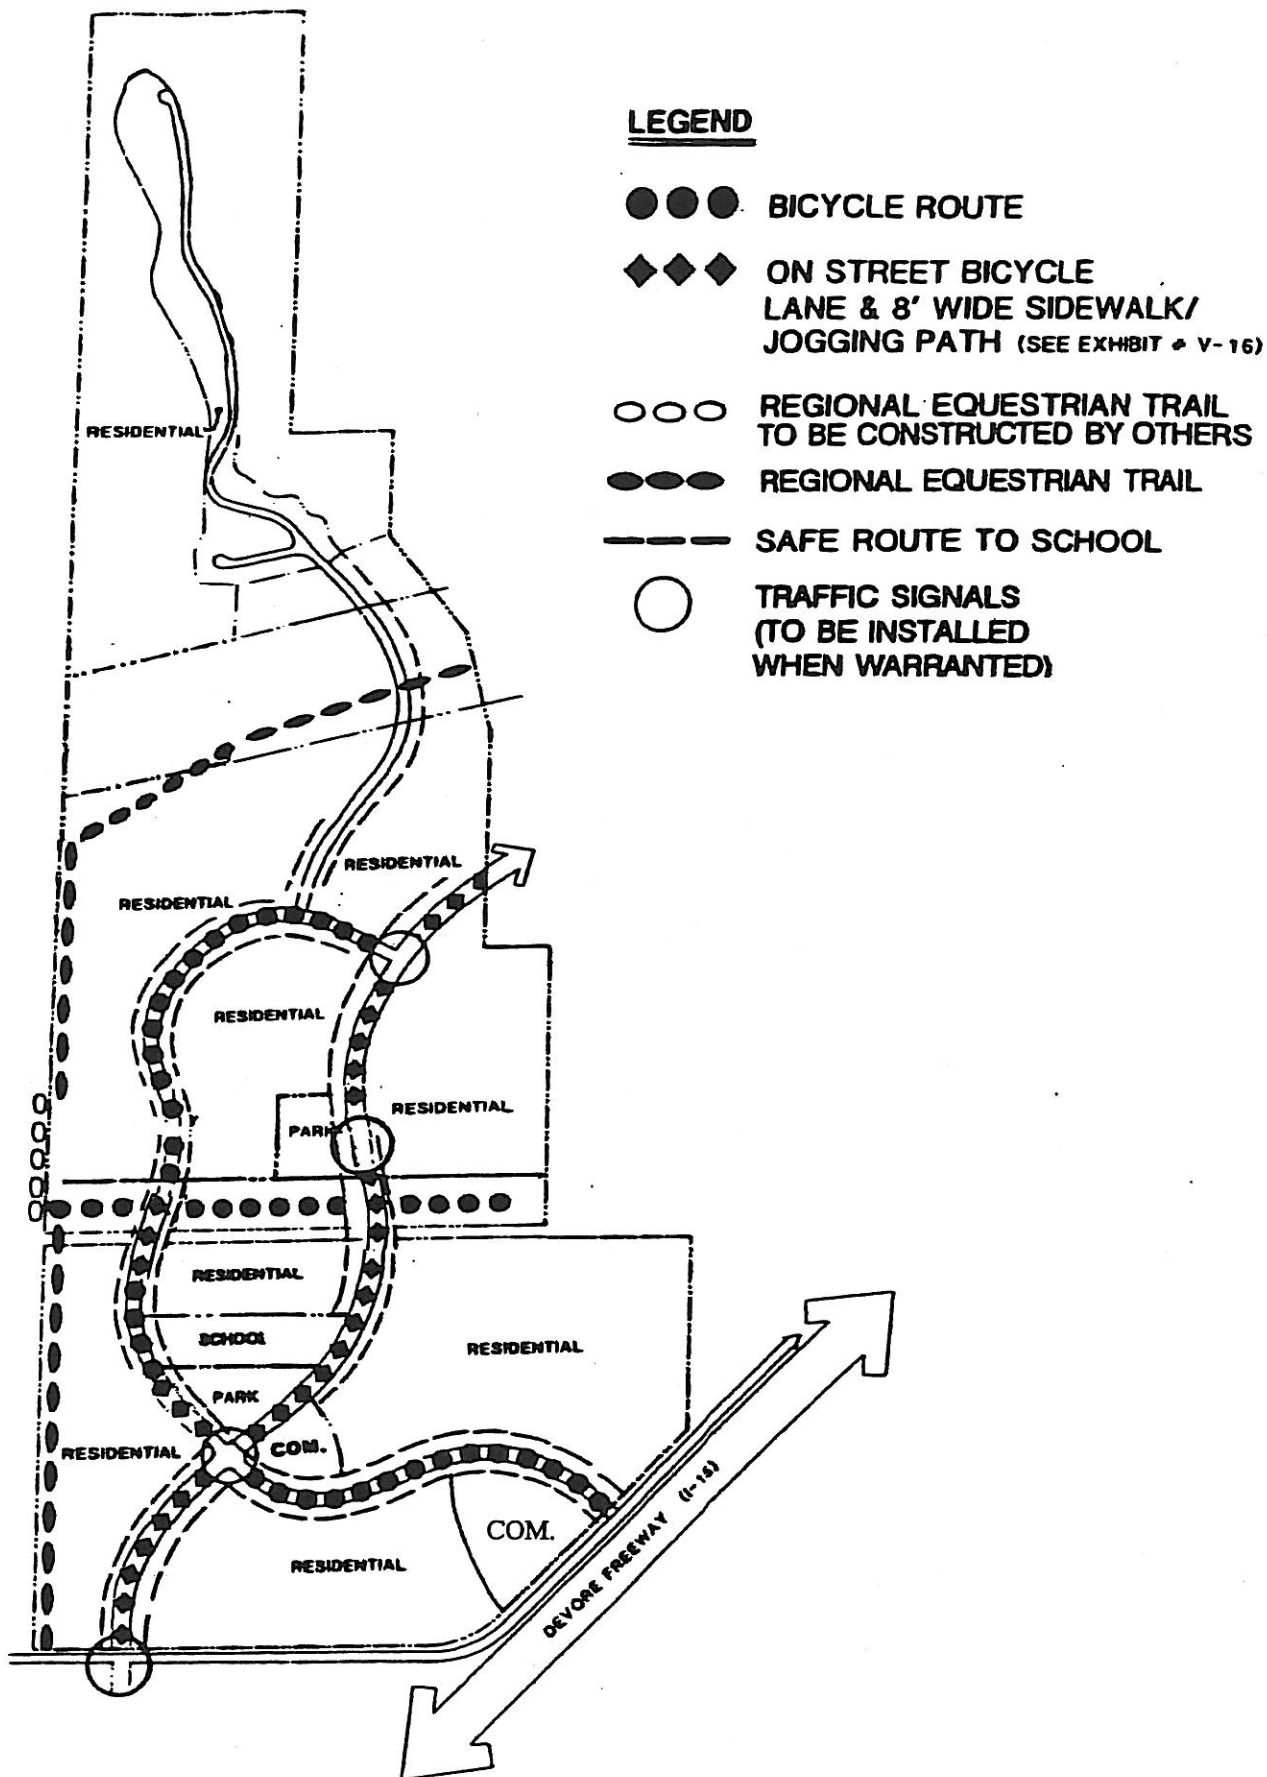 LEGEND
BICYCLE ROUTE
ON STREET BICYCLE
LANE & 8' WIDE SIDEWALK/
JOGGING PATH (SEE EXHIBIT # V-16)
REGIONAL EQUESTRIAN TRAIL
TO BE CONSTRUCTED BY OTHERS
REGIONAL EQUESTRIAN TRAIL
SAFE ROUTE TO SCHOOL
TRAFFIC SIGNALS
(TO BE INSTALLED
WHEN WARRANTED)
RESIDENTIAL
RESIDENTIAL
RESIDENTIAL
RESIDENTIAL
RESIDENTIAL
PARK
RESIDENTIAL
SCHOOL
RESIDENTIAL
PARK
RESIDENTIAL
COM.
COM.
RESIDENTIAL
DEVORE FREEWAY (I-15)